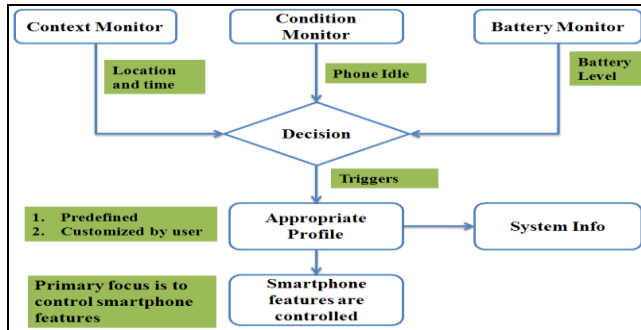 Context Monitor
Condition
Monitor
Battery Monitor
Location
and time
Phone Idle
Battery
Level
Decision
Triggers
1. Predefined
2. Customized by user
Appropriate
Profile
System Info
Primary focus is to
control smartphone
features
Smartphone
features are
controlled